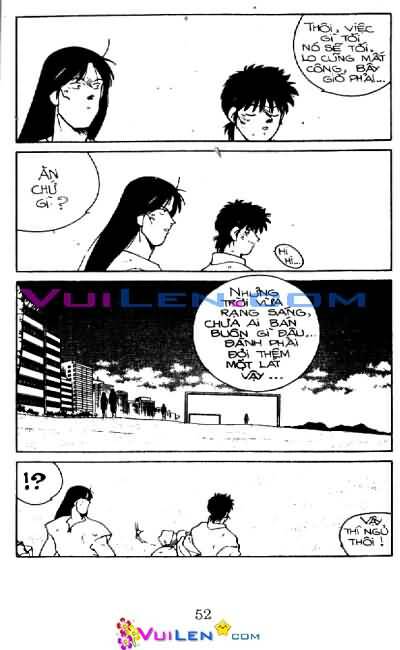 THÔI, VIỆC
GÌ TỚI
NÓ SẼ TỚI.
LO CŨNG MẤT
CÔNG, BÂY
GIỜ PHẢI...
ĂN
CHỨ
GÌ?
HI
HI...
VUILEN.COM
NHƯNG
TRỜI VỪA
RẠNG SÁNG,
CHƯA AI BÁN
BUÔN GÌ ĐÂU...
ĐÀNH PHẢI
ĐỢI THÊM
MỘT LÁT
VẬY...
!?
VẬY
THÌ NGỦ
THÔI!
52
VUILEN.COM